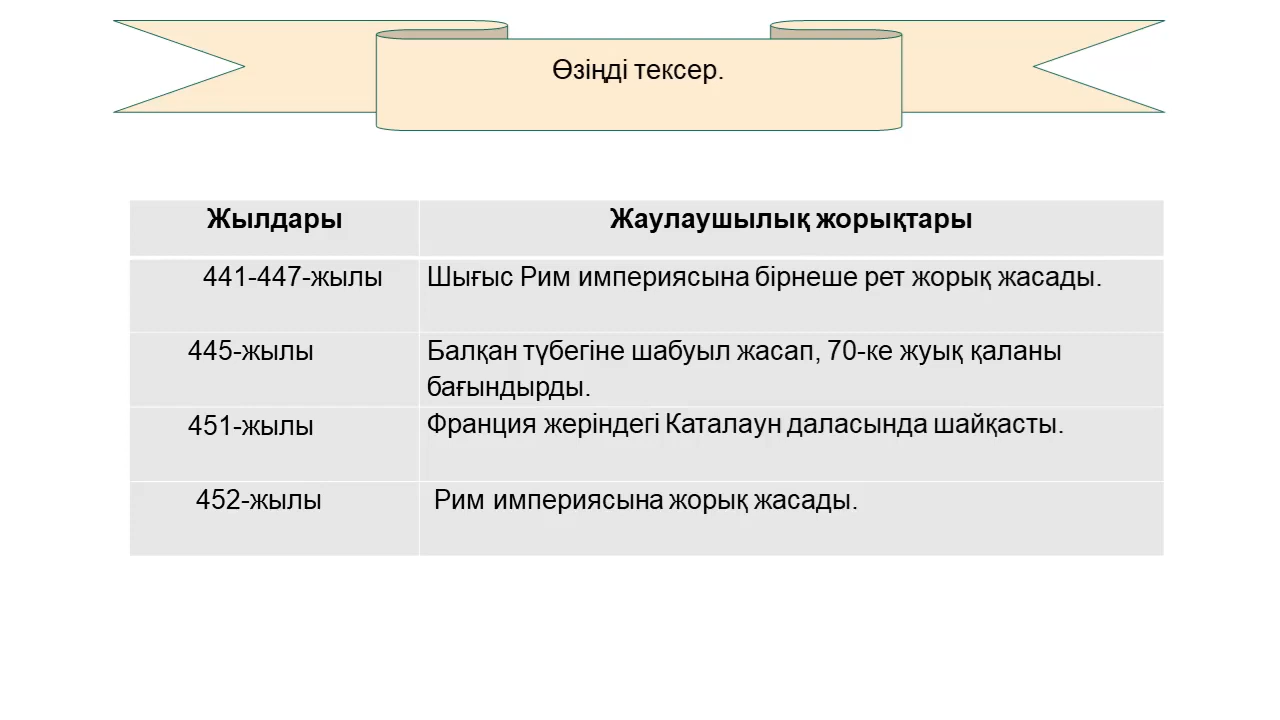 Өзіңді тексер.
Жылдары
Жаулаушылық жорықтары
441-447-жылы
Шығыс Рим империясына бірнеше рет жорық жасады.
445-жылы
Балқан түбегіне шабуыл жасап, 70-ке жуық қаланы
бағындырды.
451-жылы
Франция жеріндегі Каталаун даласында шайқасты.
452-жылы
Рим империясына жорық жасады.